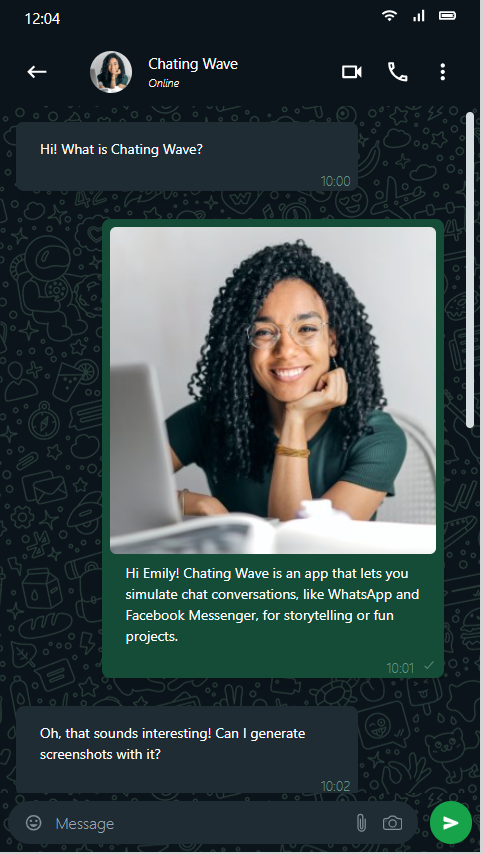 12:04
Chating Wave
Online
Hi! What is Chating Wave?
10:00
Hi Emily! Chating Wave is an app that lets you
simulate chat conversations, like WhatsApp and
Facebook Messenger, for storytelling or fun
projects.
10:01
Oh, that sounds interesting! Can I generate
screenshots with it?
10:02
Message